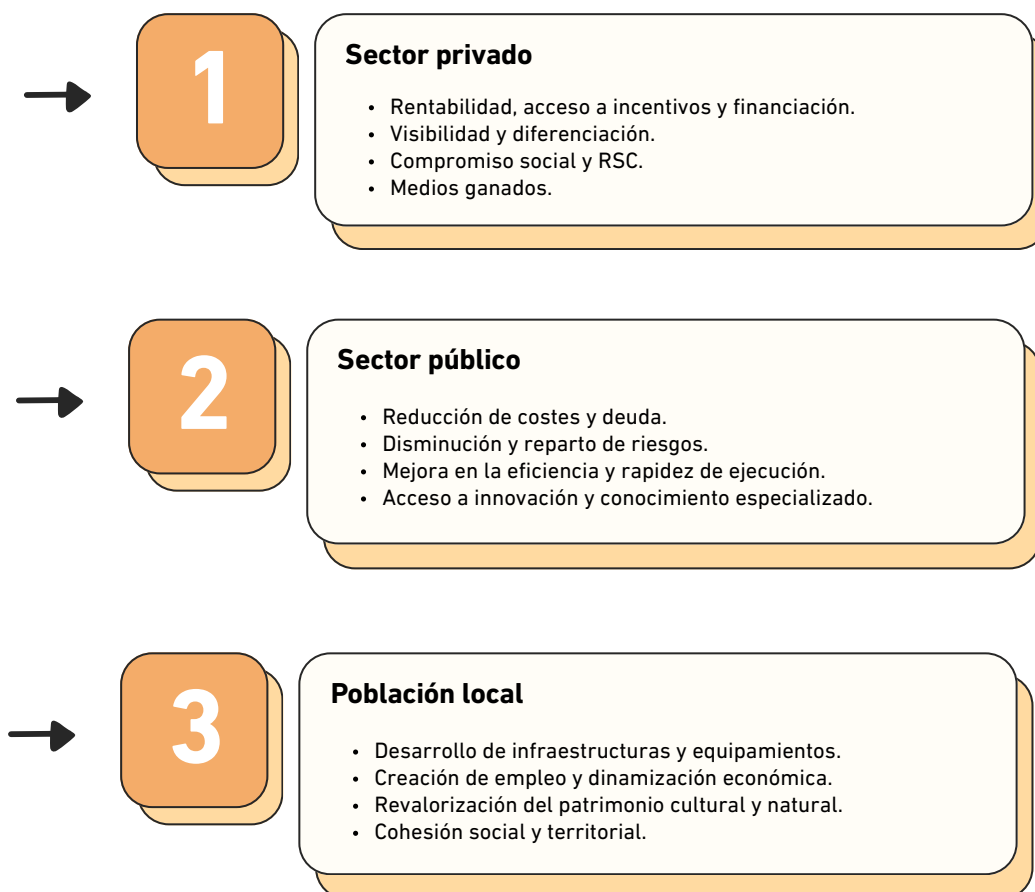 1
Sector privado
• Rentabilidad, acceso a incentivos y financiación.
• Visibilidad y diferenciación.
• Compromiso social y RSC.
• Medios ganados.
2
Sector público
• Reducción de costes y deuda.
• Disminución y reparto de riesgos.
• Mejora en la eficiencia y rapidez de ejecución.
• Acceso a innovación y conocimiento especializado.
3
Población local
• Desarrollo de infraestructuras y equipamientos.
• Creación de empleo y dinamización económica.
• Revalorización del patrimonio cultural y natural.
• Cohesión social y territorial.